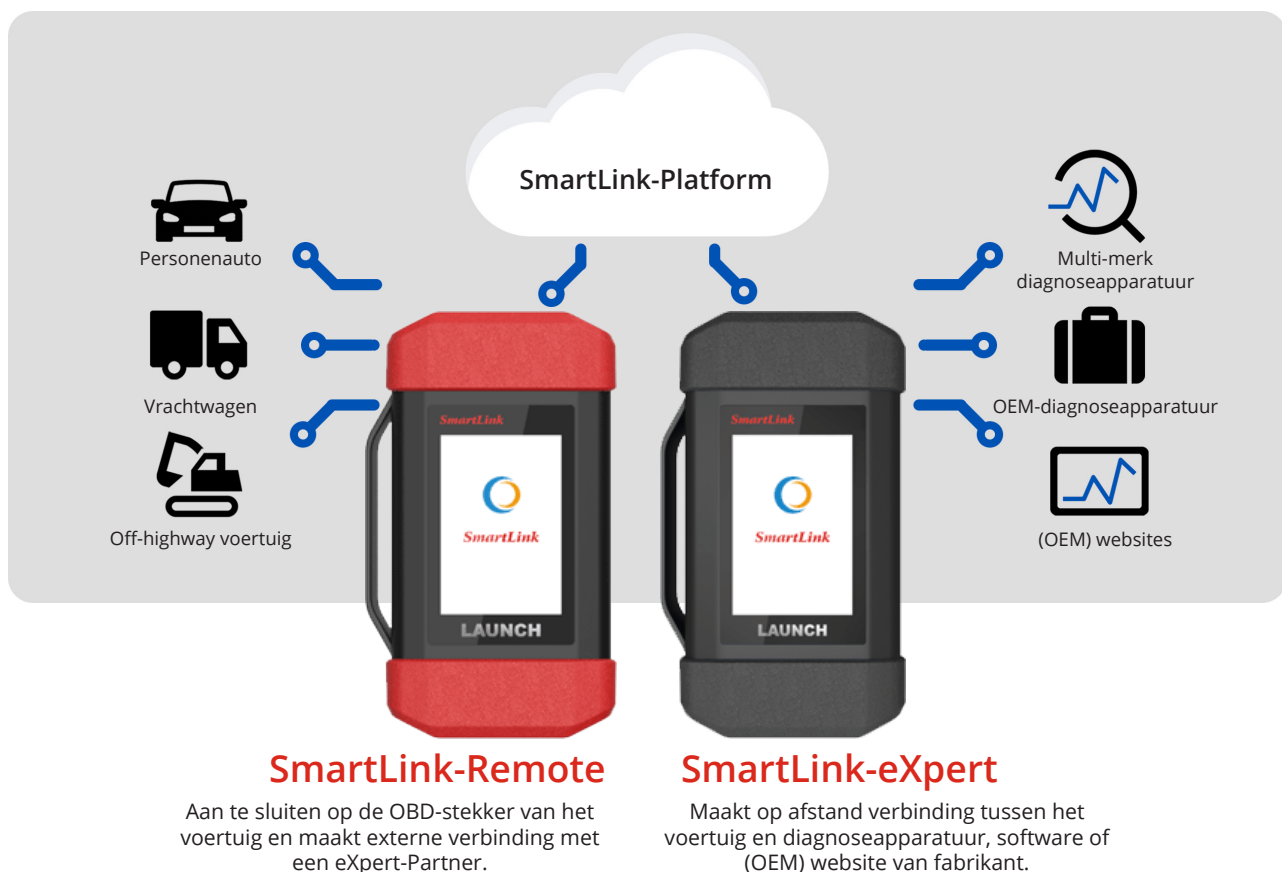 SmartLink-Platform
Personenauto
Vrachtwagen
Off-highway voertuig
Multi-merk
diagnoseapparatuur
OEM-diagnoseapparatuur
(OEM) websites
SmartLink
SmartLink
LAUNCH
SmartLink
SmartLink
LAUNCH
SmartLink-Remote
Aan te sluiten op de OBD-stekker van het
voertuig en maakt externe verbinding met
een eXpert-Partner.
SmartLink-eXpert
Maakt op afstand verbinding tussen het
voertuig en diagnoseapparatuur, software of
(OEM) website van fabrikant.